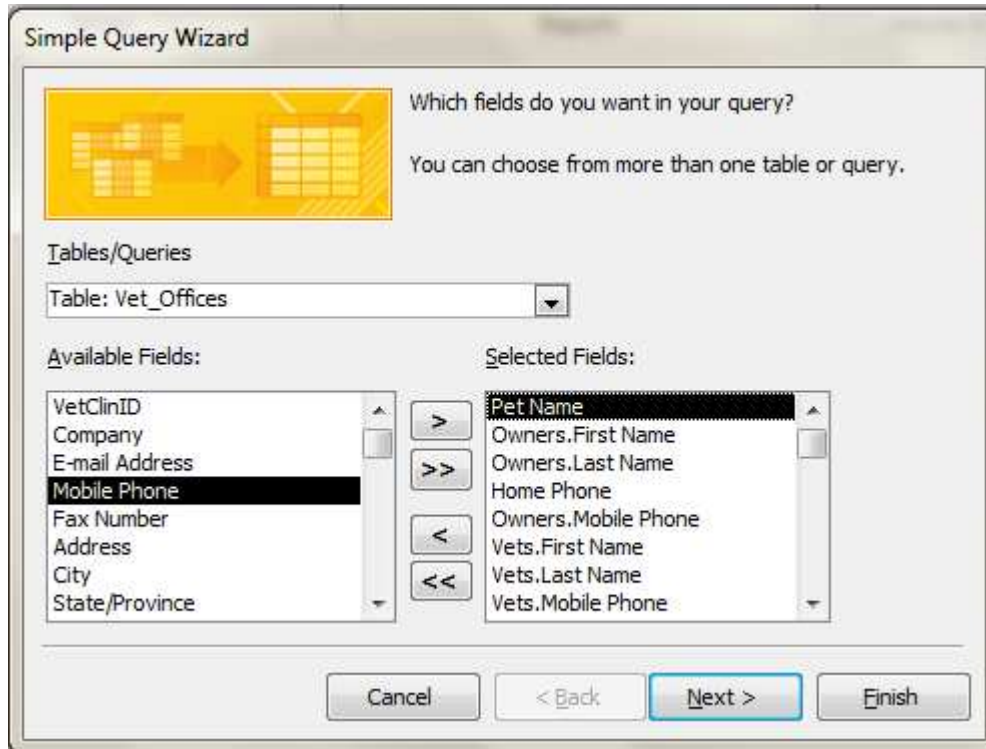 Simple Query Wizard
Which fields do you want in your query?
You can choose from more than one table or query.
Tables/Queries
Table: Vet_Offices
Available Fields:
VetClinID
Company
E-mail Address
Mobile Phone
Fax Number
Address
City
State/Province
>
>>
<
<<
Selected Fields:
Pet Name
Owners.First Name
Owners.Last Name
Home Phone
Owners.Mobile Phone
Vets.First Name
Vets.Last Name
Vets.Mobile Phone
Cancel
< Back
Next >
Finish